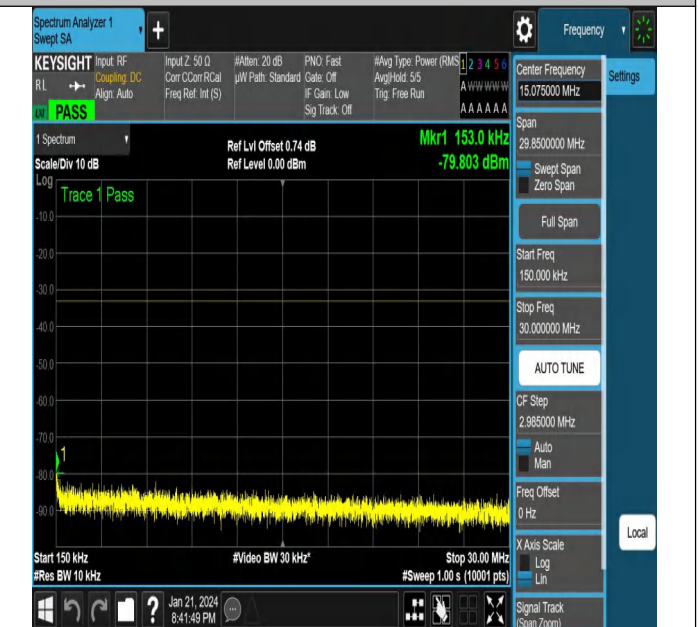 Spectrum Analyzer 1
Swept SA
+
Frequency
KEYSIGHT
RL
PASS
Input: RF
Coupling: DC
Align: Auto
Input Z: 50 Ω
Corr CCorr RCal
Freq Ref: Int (S)
#Atten: 20 dB
µW Path: Standard
PNO: Fast
Gate: Off
IF Gain: Low
Sig Track: Off
#Avg Type: Power (RMS
Avg|Hold: 5/5
Trig: Free Run
1 2 3 4 5 6
A W W W W W
A A A A A A
1 Spectrum
Scale/Div 10 dB
Log
Ref Lvl Offset 0.74 dB
Ref Level 0.00 dBm
Mkr1 153.0 kHz
-79.803 dBm
Trace 1 Pass
-10.0
-20.0
-30.0
-40.0
-50.0
-60.0
-70.0
1
-80.0
-90.0
Start 150 kHz
#Res BW 10 kHz
#Video BW 30 kHz*
Stop 30.00 MHz
#Sweep 1.00 s (10001 pts)
?
Jan 21, 2024
8:41:49 PM
Center Frequency
15.075000 MHz
Settings
Span
29.8500000 MHz
Swept Span
Zero Span
Full Span
Start Freq
150.000 kHz
Stop Freq
30.000000 MHz
AUTO TUNE
CF Step
2.985000 MHz
Auto
Man
Freq Offset
0 Hz
X Axis Scale
Log
Lin
Local
Signal Track
(Span Zoom)